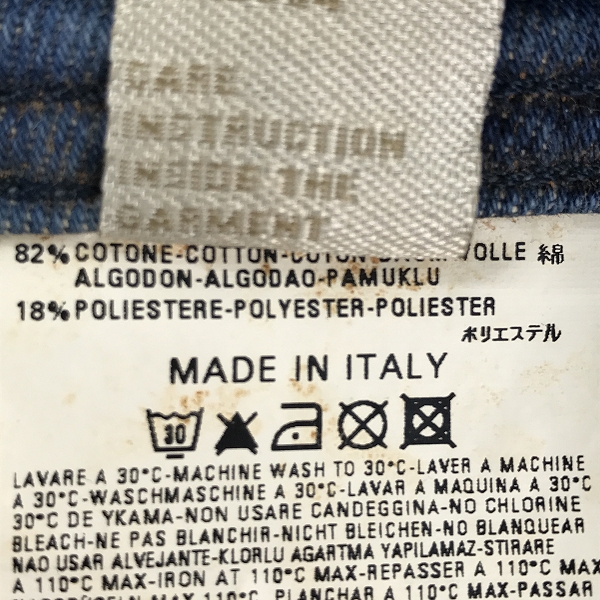 CARE
INSTRUCTION
INSIDE THE
GARMENT
82% COTONE-COTTON-COTON- VOLLE 綿
ALGODON-ALGODAO-PAMUKLU
18% POLIESTERE-POLYESTER-POLIESTER
ポリエステル
MADE IN ITALY
30
LAVARE A 30°C-MACHINE WASH TO 30°C-LAVER A MACHINE
A 30°C-WASCHMASCHINE A 30°C-LAVAR A MAQUINA A 30°C
30°C DE YKAMA-NON USARE CANDEGGINA-NO CHLORINE
BLEACH-NE PAS BLANCHIR-NICHT BLEICHEN-NO BLANQUEAR
NAO USAR ALVEJANTE-KLORLU AGARTMA YAPILAMAZ-STIRARE
A 110°C MAX-IRON AT 110°C MAX-REPASSER A 110°C MAX
110°C MAX. PLANCHAR A 110°C MAX-PASSAR